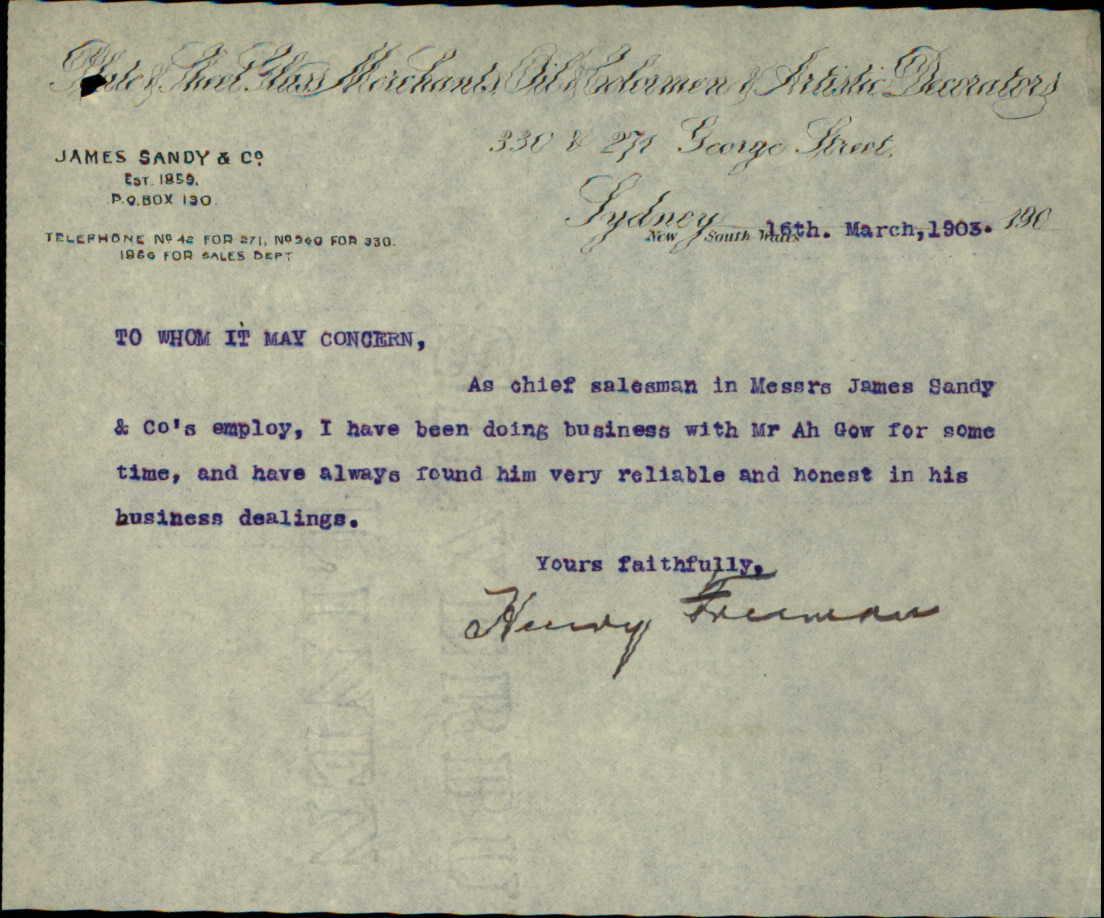 Plate & Sheet Glass Merchants, Oil & Colormen & Artistic Decorators
330 & 271 George Street.
JAMES SANDY & Co.
EST. 1859.
P.O. BOX 130.
Sydney
New South Wales
16th. March, 1903. 190
TELEPHONE No 42 FOR 271, No 960 FOR 330.
1866 FOR SALES DEPT
TO WHOM IT MAY CONCERN,
As chief salesman in Messrs James Sandy
& Co's employ, I have been doing business with Mr Ah Gow for some
time, and have always found him very reliable and honest in his
business dealings.
Yours faithfully,
Henry Freeman